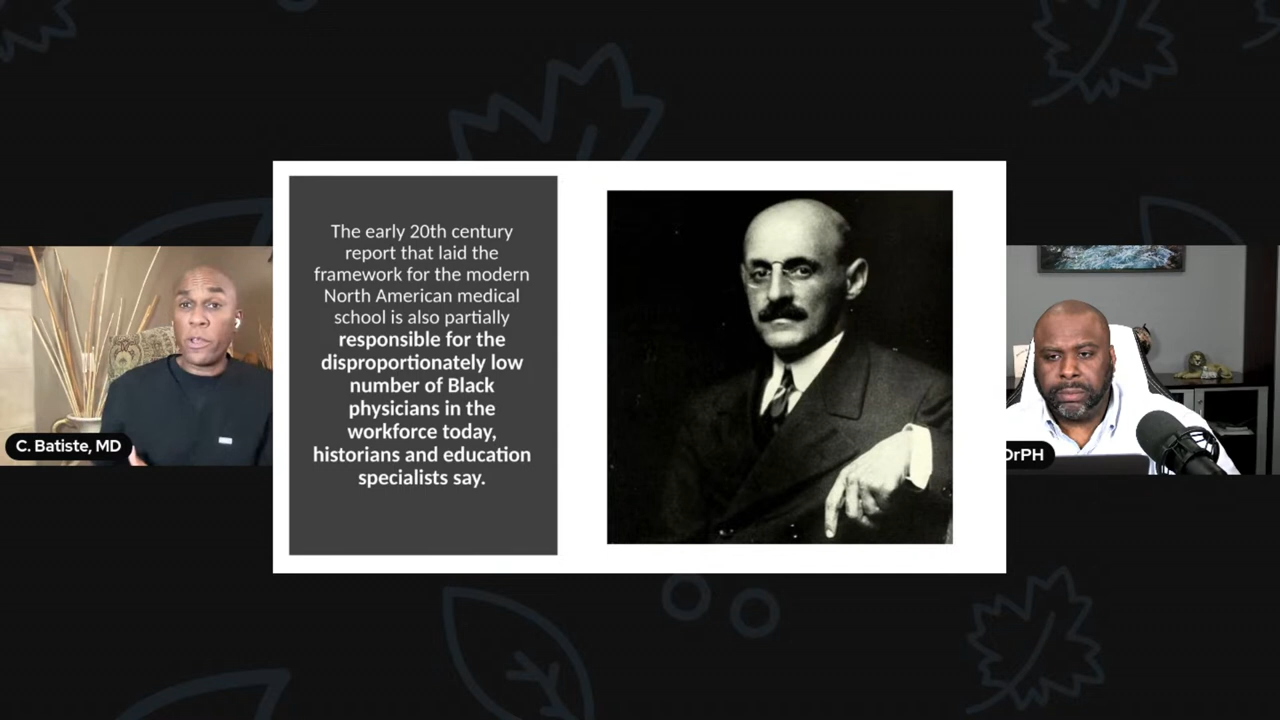 The early 20th century
report that laid the
framework for the modern
North American medical
school is also partially
responsible for the
disproportionately low
number of Black
physicians in the
workforce today,
historians and education
specialists say.
C. Batiste, MD
DrPH